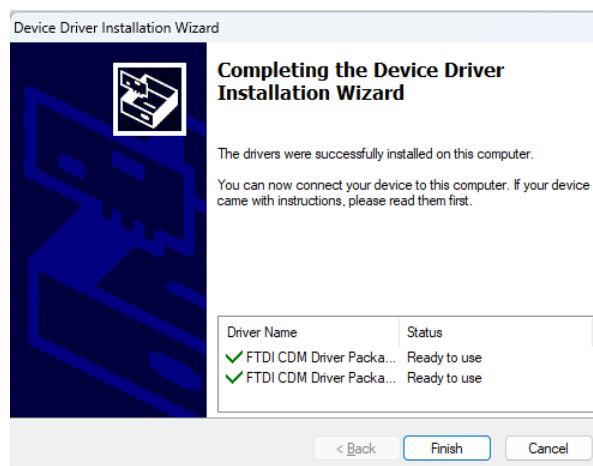 Device Driver Installation Wizard
Completing the Device Driver
Installation Wizard
The drivers were successfully installed on this computer.
You can now connect your device to this computer. If your device
came with instructions, please read them first.
Driver Name Status
FTDI CDM Driver Packa... Ready to use
FTDI CDM Driver Packa... Ready to use
< Back Finish Cancel